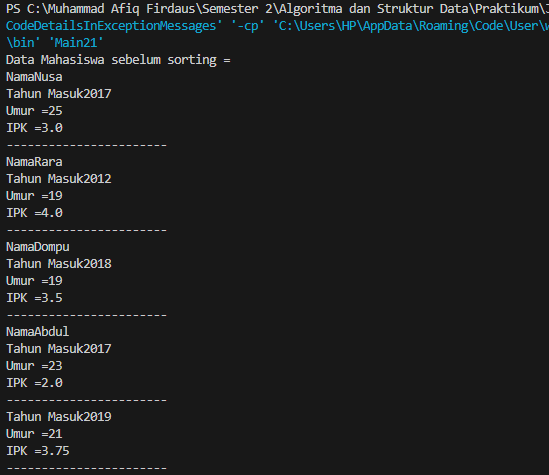 PS C:\Muhammad Afiq Firdaus\Semester 2\Algoritma dan Struktur Data\Praktikum\
CodeDetailsInExceptionMessages' '-cp' 'C:\Users\HP\AppData\Roaming\Code\User\
\bin' 'Main21'
Data Mahasiswa sebelum sorting =
NamaNusa
Tahun Masuk2017
Umur =25
IPK =3.0
-----------------------
NamaRara
Tahun Masuk2012
Umur =19
IPK =4.0
-----------------------
NamaDompu
Tahun Masuk2018
Umur =19
IPK =3.5
-----------------------
NamaAbdul
Tahun Masuk2017
Umur =23
IPK =2.0
-----------------------
Tahun Masuk2019
Umur =21
IPK =3.75
-----------------------